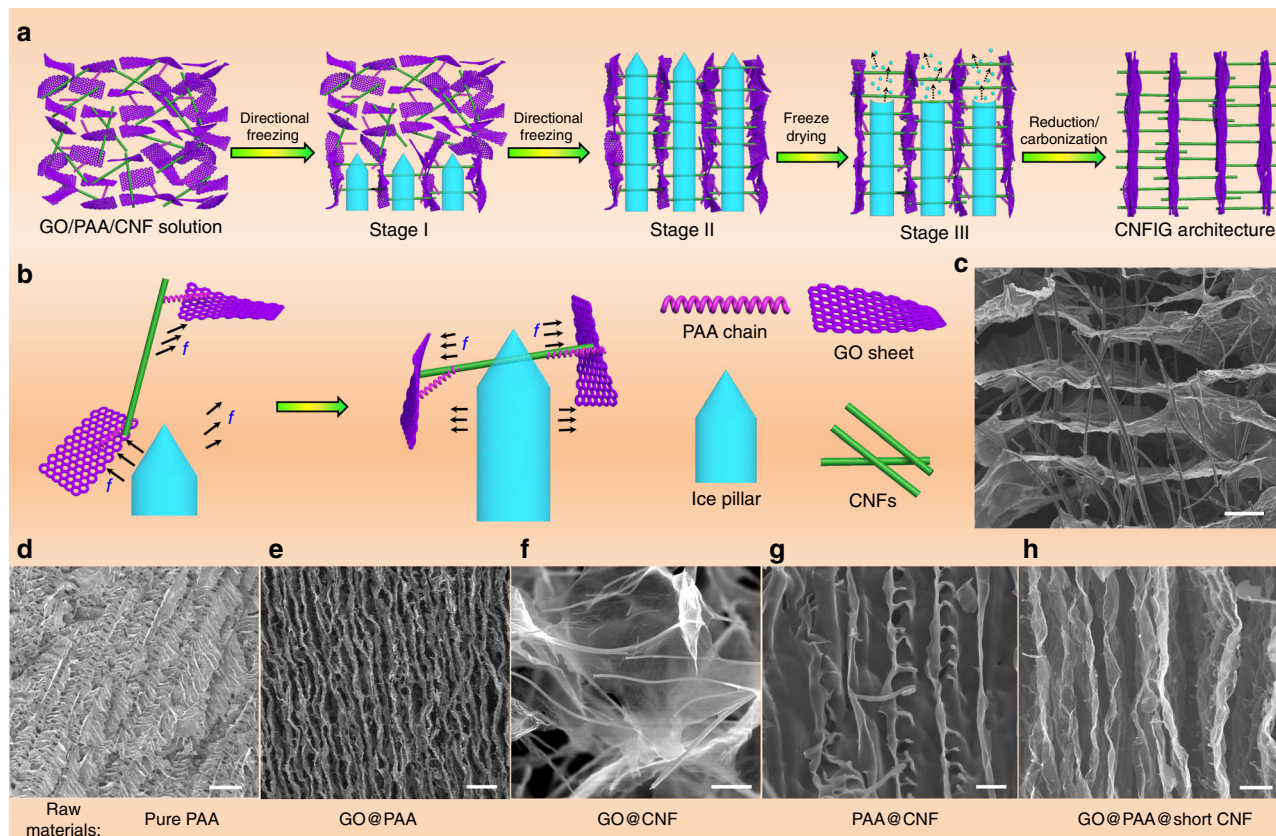 a
Directional
freezing
Directional
freezing
Freeze
drying
Reduction/
carbonization
GO/PAA/CNF solution
Stage I
Stage II
Stage III
CNFIG architecture
b
f
f
f
f
f
PAA chain
GO sheet
Ice pillar
CNFs
c
d
e
f
g
h
Raw
materials:
Pure PAA
GO@PAA
GO@CNF
PAA@CNF
GO@PAA@short CNF